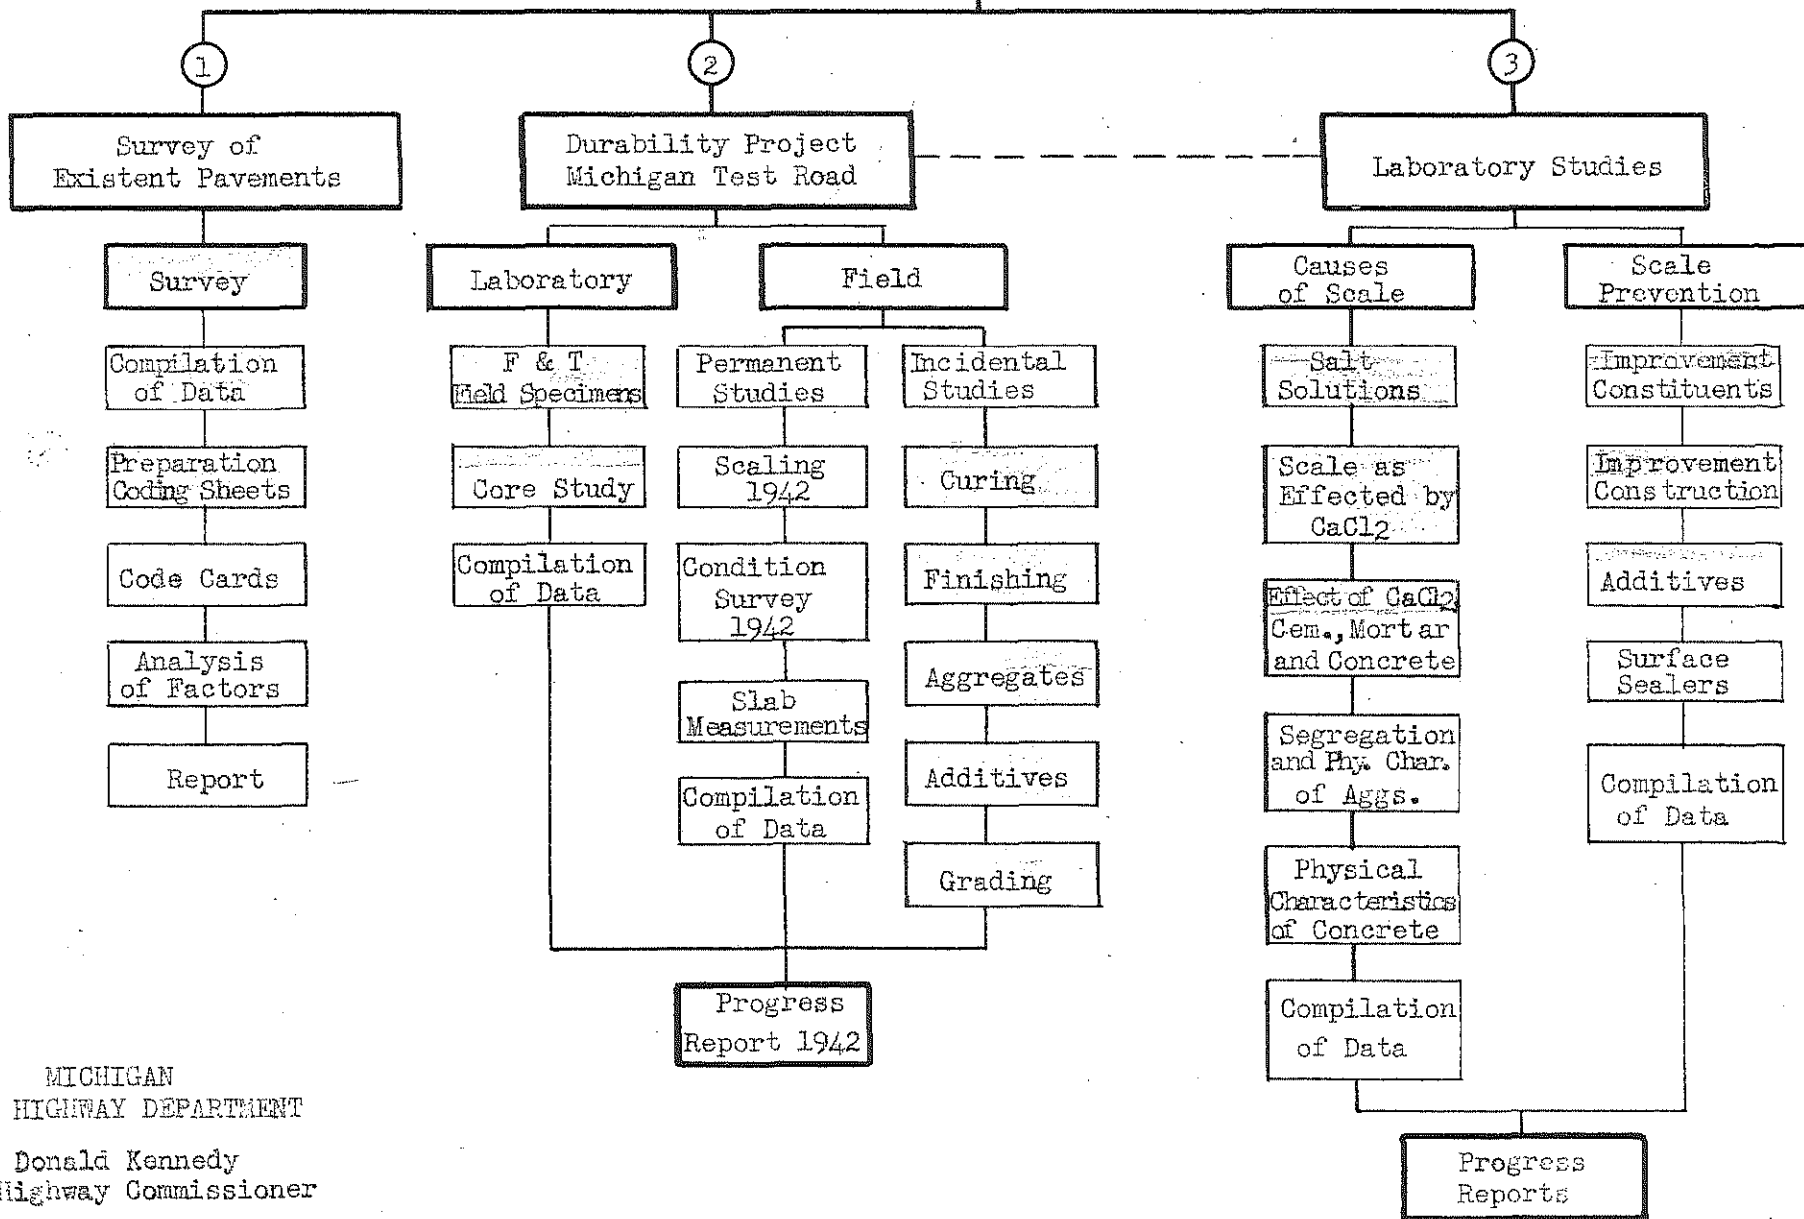 1
2
3
Survey of
Existent Pavements
Durability Project
Michigan Test Road
Laboratory Studies
Survey
Compilation
of Data
Preparation
Coding Sheets
Code Cards
Analysis
of Factors
Report
Laboratory
F & T
Field Specimens
Core Study
Compilation
of Data
Field
Permanent
Studies
Scaling
1942
Condition
Survey
1942
Slab
Measurements
Compilation
of Data
Incidental
Studies
Curing
Finishing
Aggregates
Additives
Grading
Progress
Report 1942
Causes
of Scale
Salt
Solutions
Scale as
Effected by
CaCl2
Effect of CaCl2
Cem., Mortar
and Concrete
Segregation
and Phy. Char.
of Aggs.
Physical
Characteristics
of Concrete
Compilation
of Data
Scale
Prevention
Improvement
Constituents
Improvement
Construction
Additives
Surface
Sealers
Compilation
of Data
Progress
Reports
MICHIGAN
HIGHWAY DEPARTMENT
Donald Kennedy
Highway Commissioner